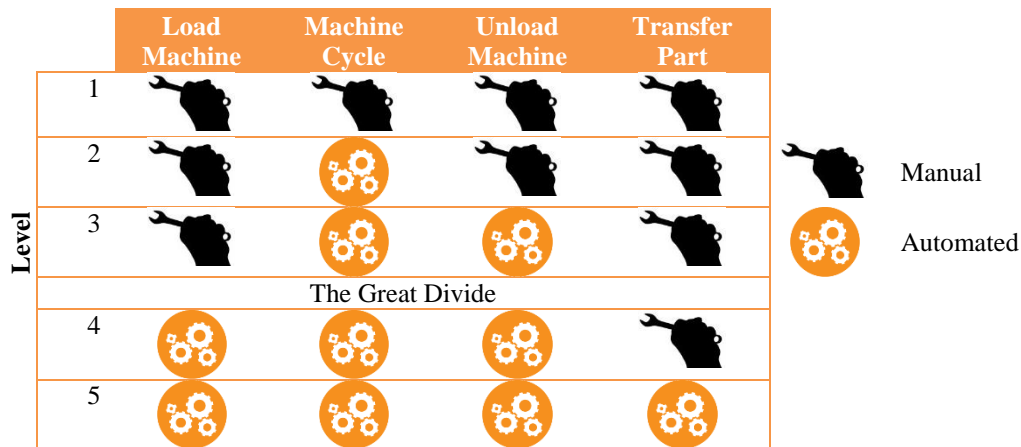 Load Machine Unload Transfer
Machine Cycle Machine Part
1
2
Manual
3
Automated
Level
The Great Divide
4
5